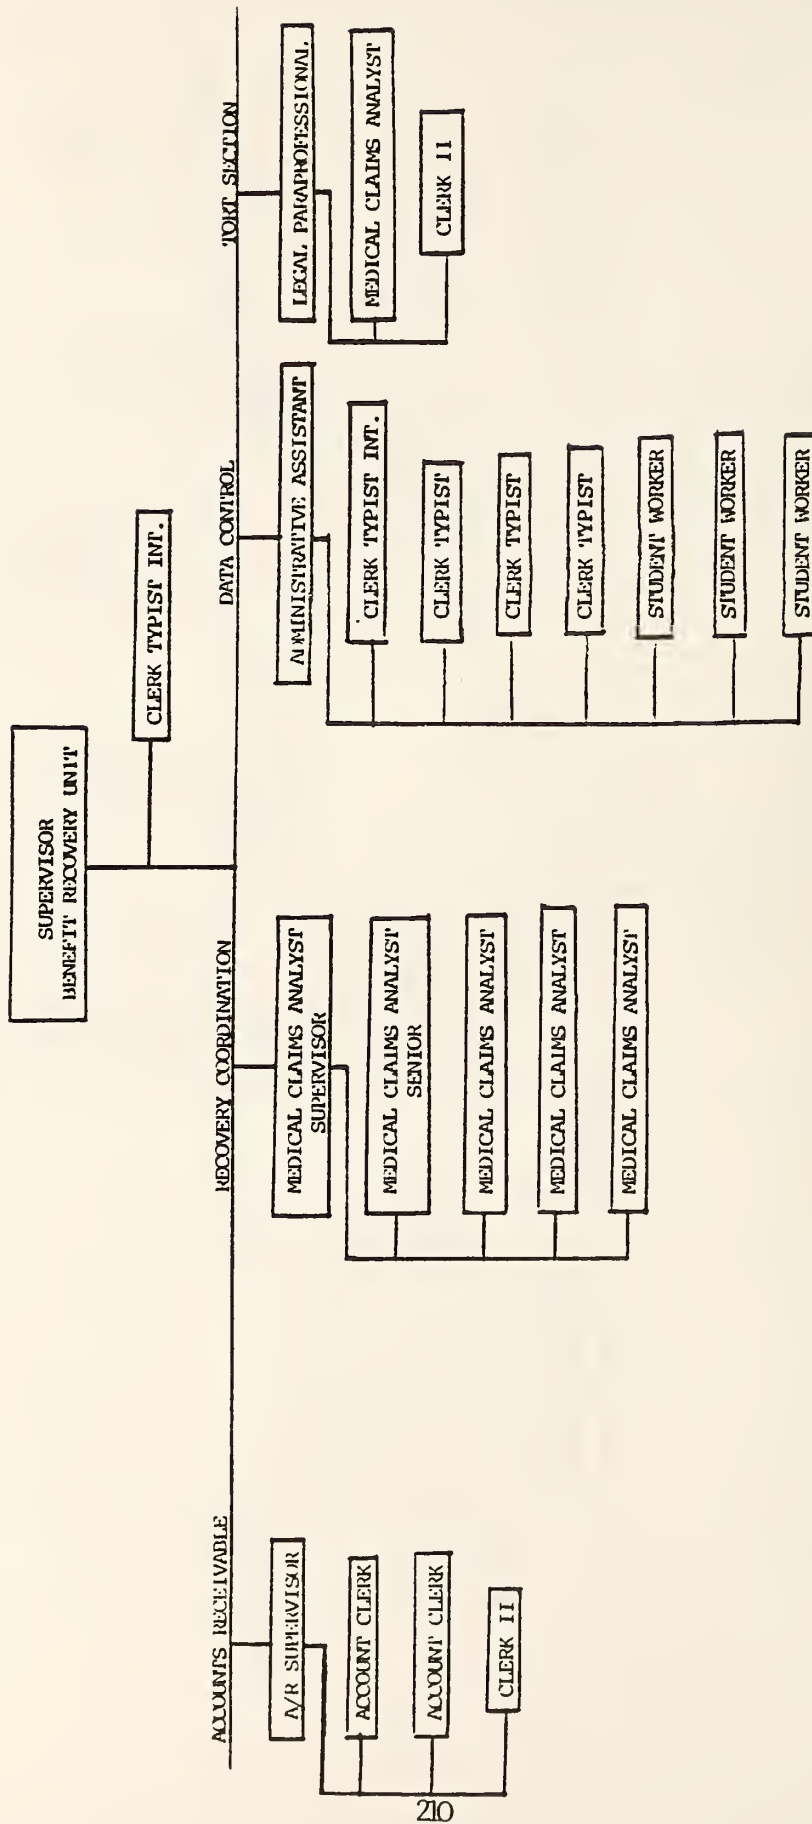 SUPERVISOR
BENEFIT RECOVERY UNIT
CLERK TYPIST INT.
ACCOUNTS RECEIVABLE
RECOVERY COORDINATION
DATA CONTROL
TORT SECTION
A/R SUPERVISOR
ACCOUNT CLERK
ACCOUNT CLERK
CLERK II
MEDICAL CLAIMS ANALYST
SUPERVISOR
MEDICAL CLAIMS ANALYST
SENIOR
MEDICAL CLAIMS ANALYST
MEDICAL CLAIMS ANALYST
MEDICAL CLAIMS ANALYST
ADMINISTRATIVE ASSISTANT
CLERK TYPIST INT.
CLERK TYPIST
CLERK TYPIST
CLERK TYPIST
STUDENT WORKER
STUDENT WORKER
STUDENT WORKER
LEGAL PARAPROFESSIONAL
MEDICAL CLAIMS ANALYST
CLERK II
210